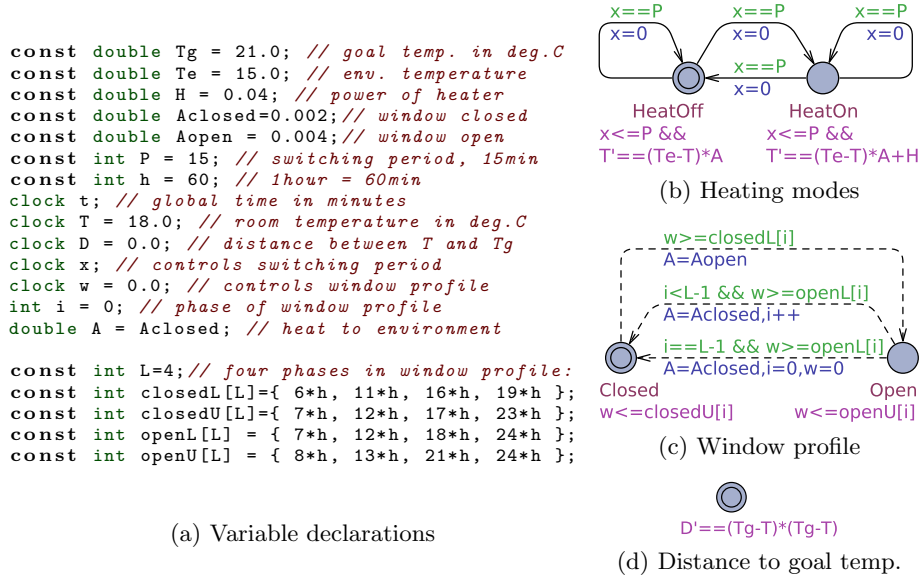 const double Tg = 21.0; // goal temp. in deg.C
const double Te = 15.0; // env. temperature
const double H = 0.04; // power of heater
const double Aclosed=0.002;// window closed
const double Aopen = 0.004;// window open
const int P = 15; // switching period, 15min
const int h = 60; // 1hour = 60min
clock t; // global time in minutes
clock T = 18.0; // room temperature in deg.C
clock D = 0.0; // distance between T and Tg
clock x; // controls switching period
clock w = 0.0; // controls window profile
int i = 0; // phase of window profile
double A = Aclosed; // heat to environment
const int L=4;// four phases in window profile:
const int closedL[L]={ 6*h, 11*h, 16*h, 19*h };
const int closedU[L]={ 7*h, 12*h, 17*h, 23*h };
const int openL[L] = { 7*h, 12*h, 18*h, 24*h };
const int openU[L] = { 8*h, 13*h, 21*h, 24*h };
(a) Variable declarations
x==P x==P x==P
x=0 x=0 x=0
x==P
x=0
HeatOff HeatOn
x<=P && x<=P &&
T'==(Te-T)*A T'==(Te-T)*A+H
(b) Heating modes
w>=closedL[i]
A=Aopen
i<L-1 && w>=openL[i]
A=Aclosed,i++
i==L-1 && w>=openL[i]
A=Aclosed,i=0,w=0
Closed Open
w<=closedU[i] w<=openU[i]
(c) Window profile
D'==(Tg-T)*(Tg-T)
(d) Distance to goal temp.